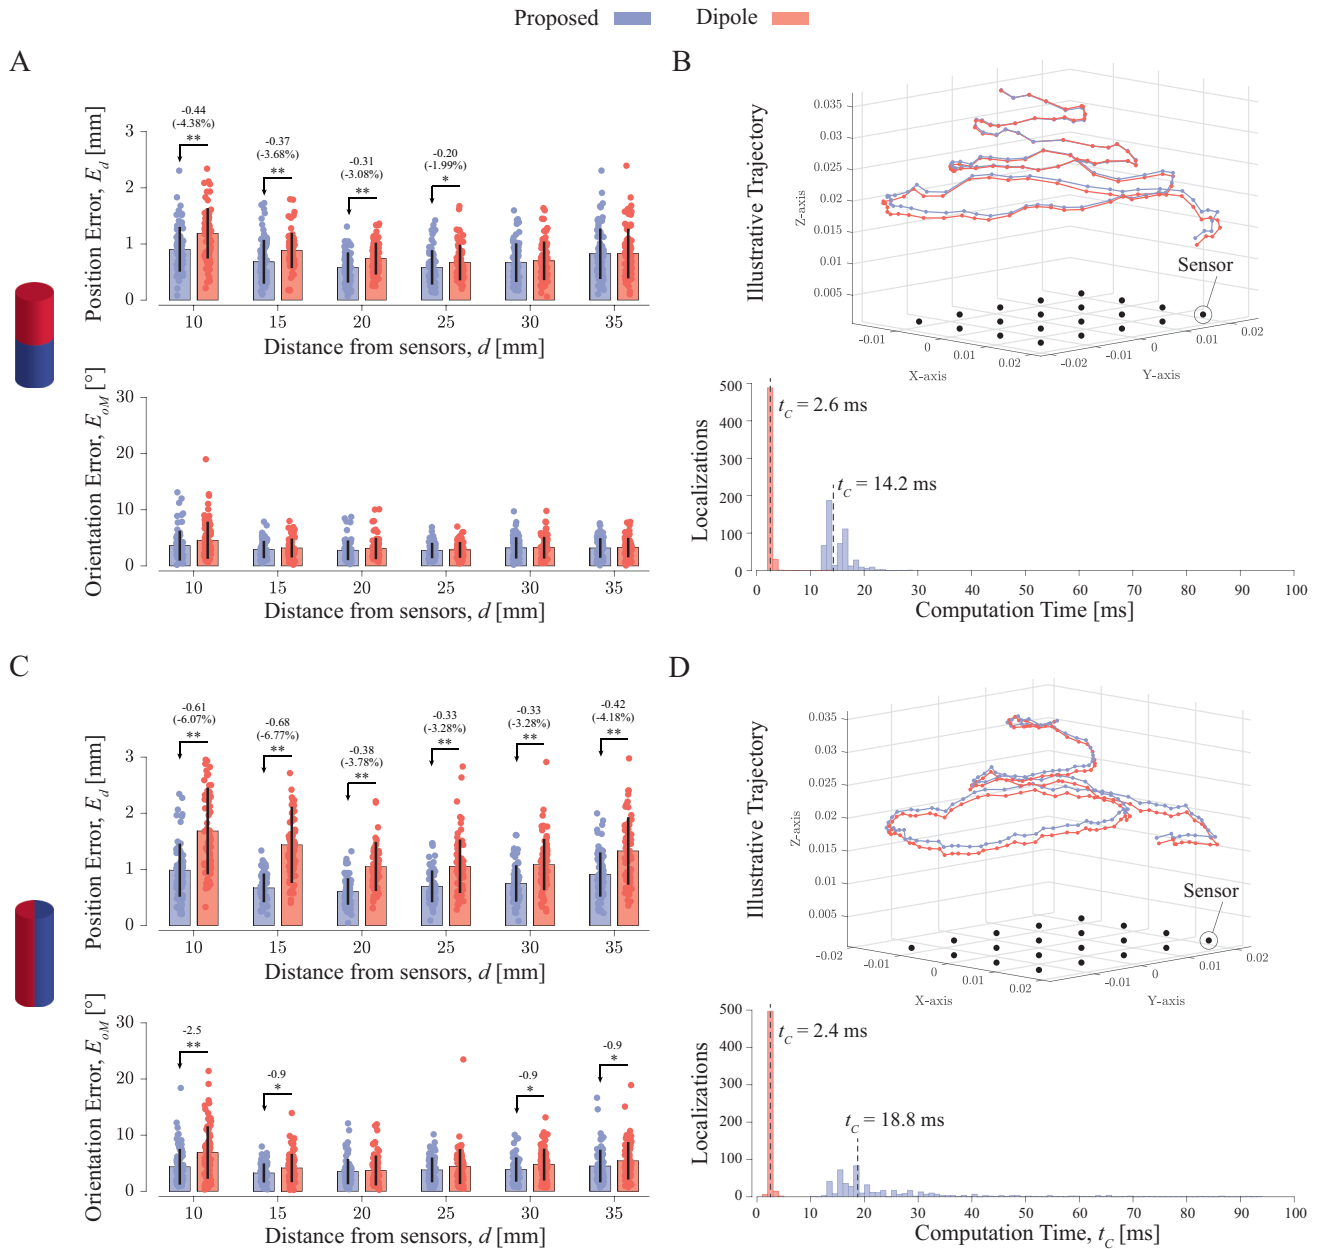 Proposed Dipole
A
Position Error, E_d [mm]
3
2
1
0
-0.44
(-4.38%)
**
-0.37
(-3.68%)
**
-0.31
(-3.08%)
**
-0.20
(-1.99%)
*
10 15 20 25 30 35
Distance from sensors, d [mm]
Orientation Error, E_oM [°]
30
20
10
0
10 15 20 25 30 35
Distance from sensors, d [mm]
B
Illustrative Trajectory
Z-axis
0.035
0.03
0.025
0.02
0.015
0.01
0.005
Sensor
-0.01 0 0.01 0.02
X-axis
-0.02 -0.01 0 0.01 0.02
Y-axis
Localizations
500
400
300
200
100
0
t_C = 2.6 ms
t_C = 14.2 ms
0 10 20 30 40 50 60 70 80 90 100
Computation Time [ms]
C
Position Error, E_d [mm]
3
2
1
0
-0.61
(-6.07%)
**
-0.68
(-6.77%)
**
-0.38
(-3.78%)
**
-0.33
(-3.28%)
**
-0.33
(-3.28%)
**
-0.42
(-4.18%)
**
10 15 20 25 30 35
Distance from sensors, d [mm]
Orientation Error, E_oM [°]
30
20
10
0
-2.5
**
-0.9
*
-0.9
*
-0.9
*
10 15 20 25 30 35
Distance from sensors, d [mm]
D
Illustrative Trajectory
Z-axis
0.035
0.03
0.025
0.02
0.015
0.01
0.005
Sensor
-0.02 -0.01 0 0.01 0.02
X-axis
-0.01 0 0.01 0.02
Y-axis
Localizations
500
400
300
200
100
0
t_C = 2.4 ms
t_C = 18.8 ms
0 10 20 30 40 50 60 70 80 90 100
Computation Time, t_C [ms]